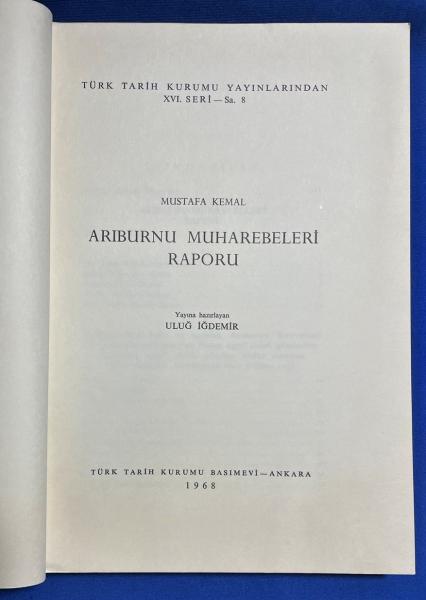 TÜRK TARİH KURUMU YAYINLARINDAN
XVI. SERİ — Sa. 8
MUSTAFA KEMAL
ARIBURNU MUHAREBELERİ
RAPORU
Yayına hazırlayan
ULUĞ İĞDEMİR
TÜRK TARİH KURUMU BASIMEVİ — ANKARA
1968